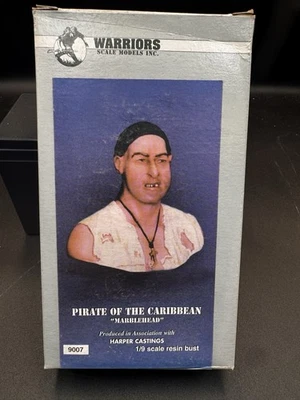 WARRIORS
SCALE MODELS INC.
PIRATE OF THE CARIBBEAN
"MARBLEHEAD"
Produced in Association with
HARPER CASTINGS
9007
1/9 scale resin bust